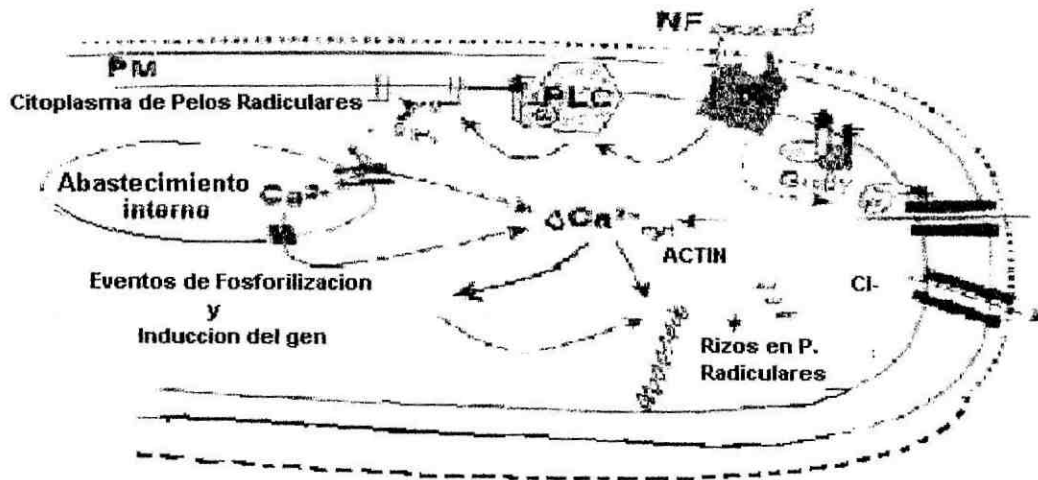 NF
PM
Citoplasma de Pelos Radiculares
PLC
Abastecimiento
interno
Ca²⁺
ΔCa²⁺
ACTIN
Eventos de Fosforilizacion
y
Induccion del gen
Cl-
Rizos en P.
Radiculares